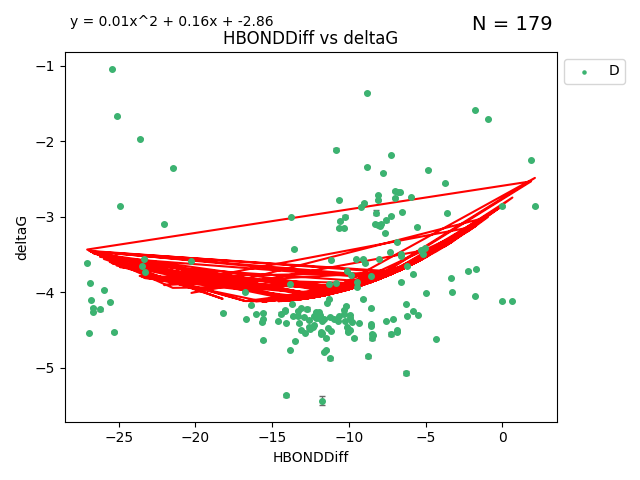 y = 0.01x^2 + 0.16x + -2.86
N = 179
HBONDDiff vs deltaG
D
−1
−2
−3
−4
−5
deltaG
−25
−20
−15
−10
−5
0
HBONDDiff